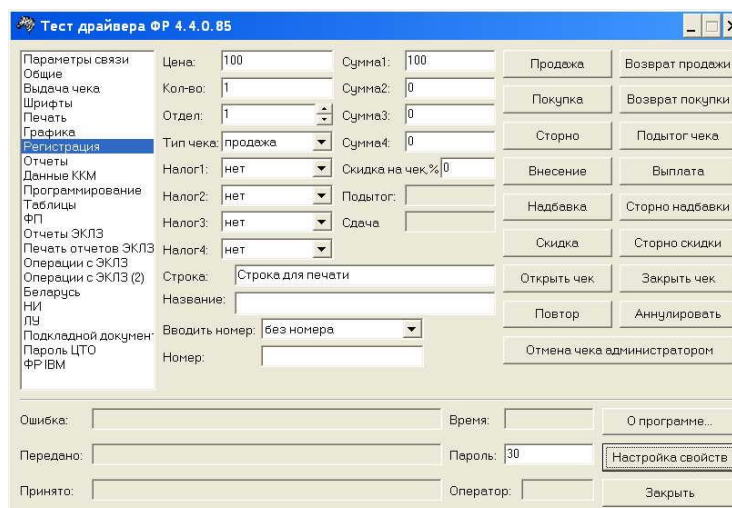 Тест драйвера ФР 4.4.0.85
Параметры связи
Общие
Выдача чека
Шрифты
Печать
Графика
Регистрация
Отчеты
Данные ККМ
Программирование
Таблицы
ФП
Отчеты ЭКЛЗ
Печать отчетов ЭКЛЗ
Операции с ЭКЛЗ
Операции с ЭКЛЗ (2)
Беларусь
НИ
ЛУ
Подкладной докумен
Пароль ЦТО
ФР IBM
Цена: 100 Сумма1: 100
Кол-во: 1 Сумма2: 0
Отдел: 1 Сумма3: 0
Тип чека: продажа Сумма4: 0
Налог1: нет Скидка на чек,% 0
Налог2: нет Подытог:
Налог3: нет Сдача
Налог4: нет
Строка: Строка для печати
Название:
Вводить номер: без номера
Номер:
Продажа Возврат продажи
Покупка Возврат покупки
Сторно Подытог чека
Внесение Выплата
Надбавка Сторно надбавки
Скидка Сторно скидки
Открыть чек Закрыть чек
Повтор Аннулировать
Отмена чека администратором
Ошибка: Время: О программе...
Передано: Пароль: 30 Настройка свойств
Принято: Оператор: Закрыть